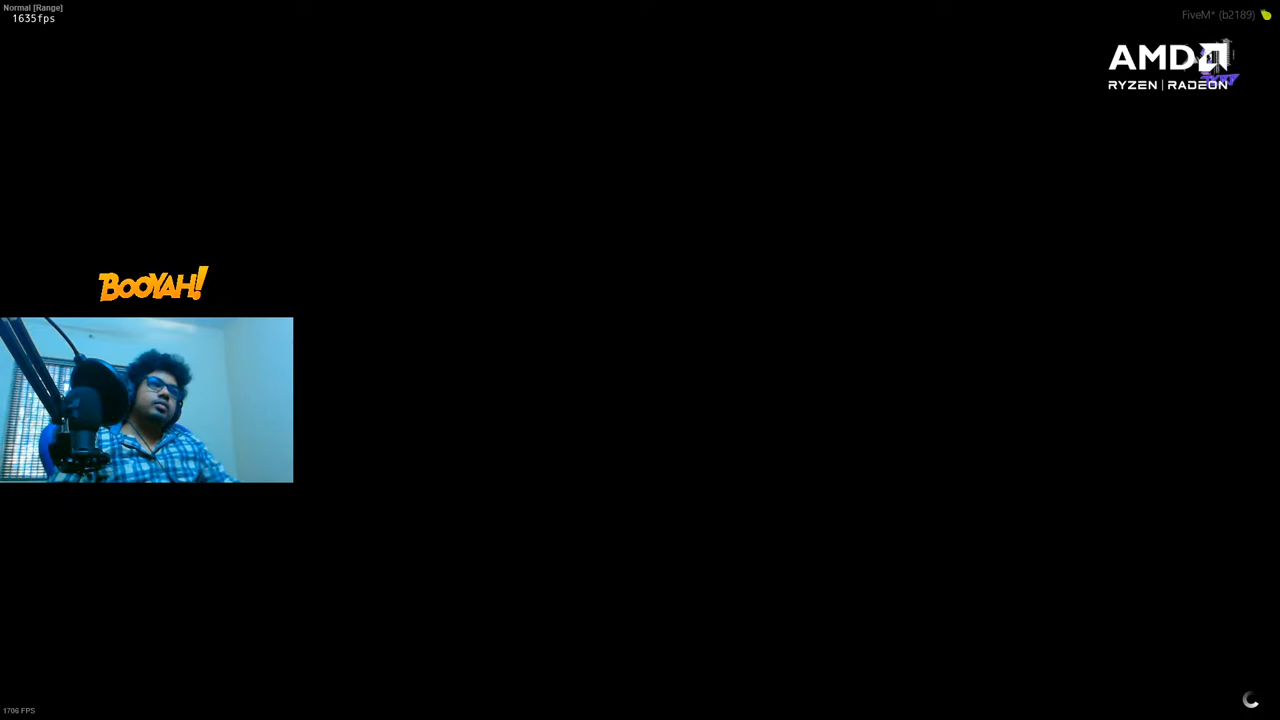 Normal [Range]
1635fps
FiveM* (b2189)
AMD
RYZEN | RADEON
BOOYAH!
1706 FPS